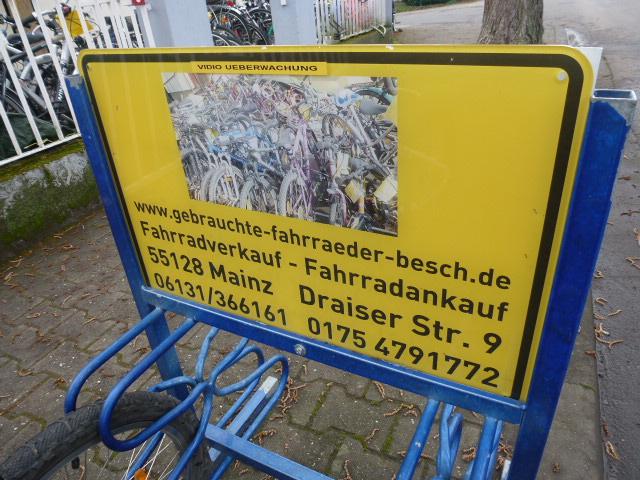 VIDIO UEBERWACHUNG
www.gebrauchte-fahrraeder-besch.de
Fahrradverkauf - Fahrradankauf
55128 Mainz Draiser Str. 9
06131/366161 0175 4791772